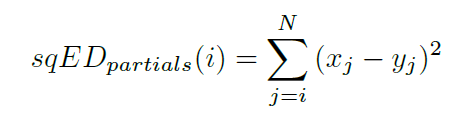 sqED_{partials}(i) = \sum_{j=i}^{N} (x_j - y_j)^2